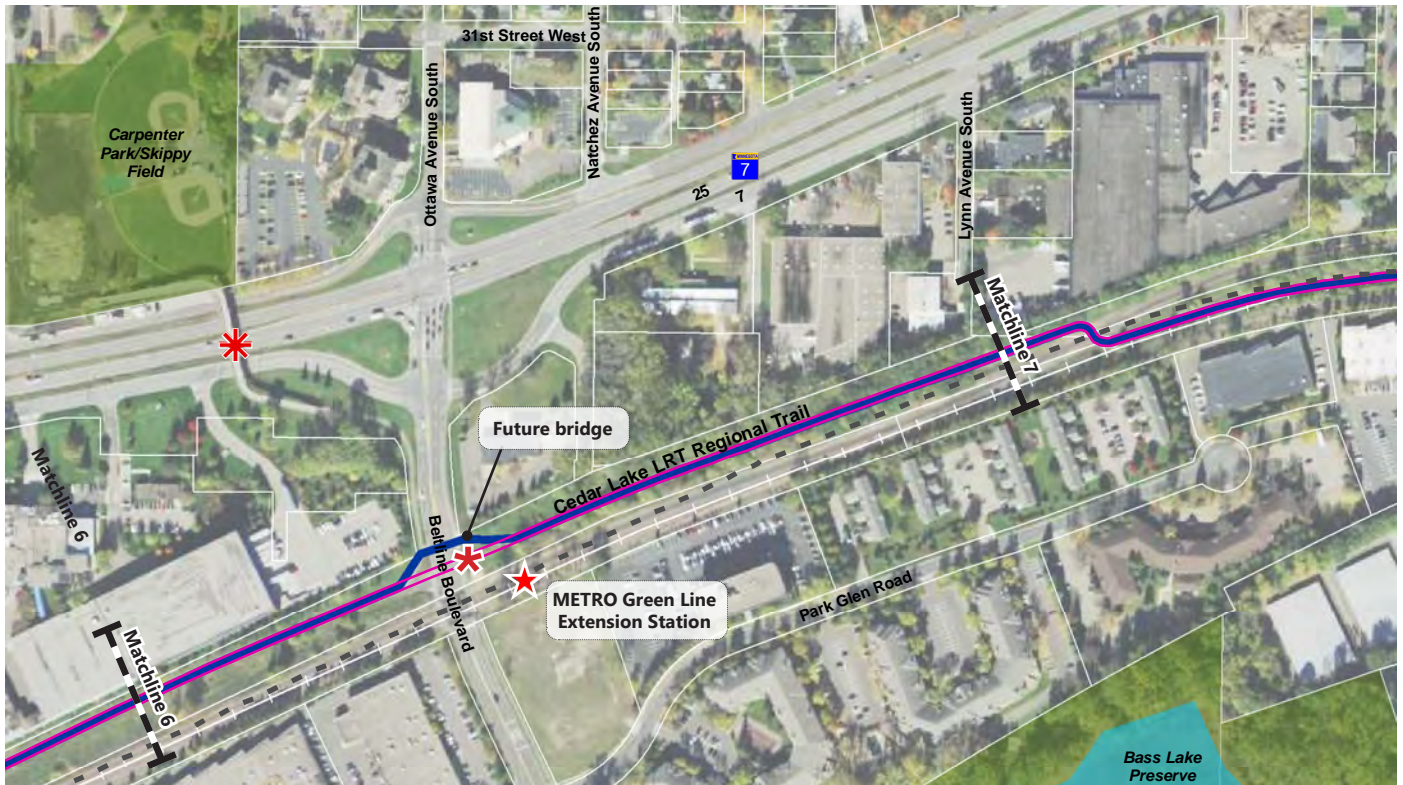 31st Street West
Natchez Avenue South
Ottawa Avenue South
Lynn Avenue South
Carpenter
Park/Skippy
Field
MINNESOTA
7
25
7
Matchline 7
Future bridge
Cedar Lake LRT Regional Trail
Matchline 6
Beltline Boulevard
METRO Green Line
Extension Station
Park Glen Road
Matchline 6
Bass Lake
Preserve